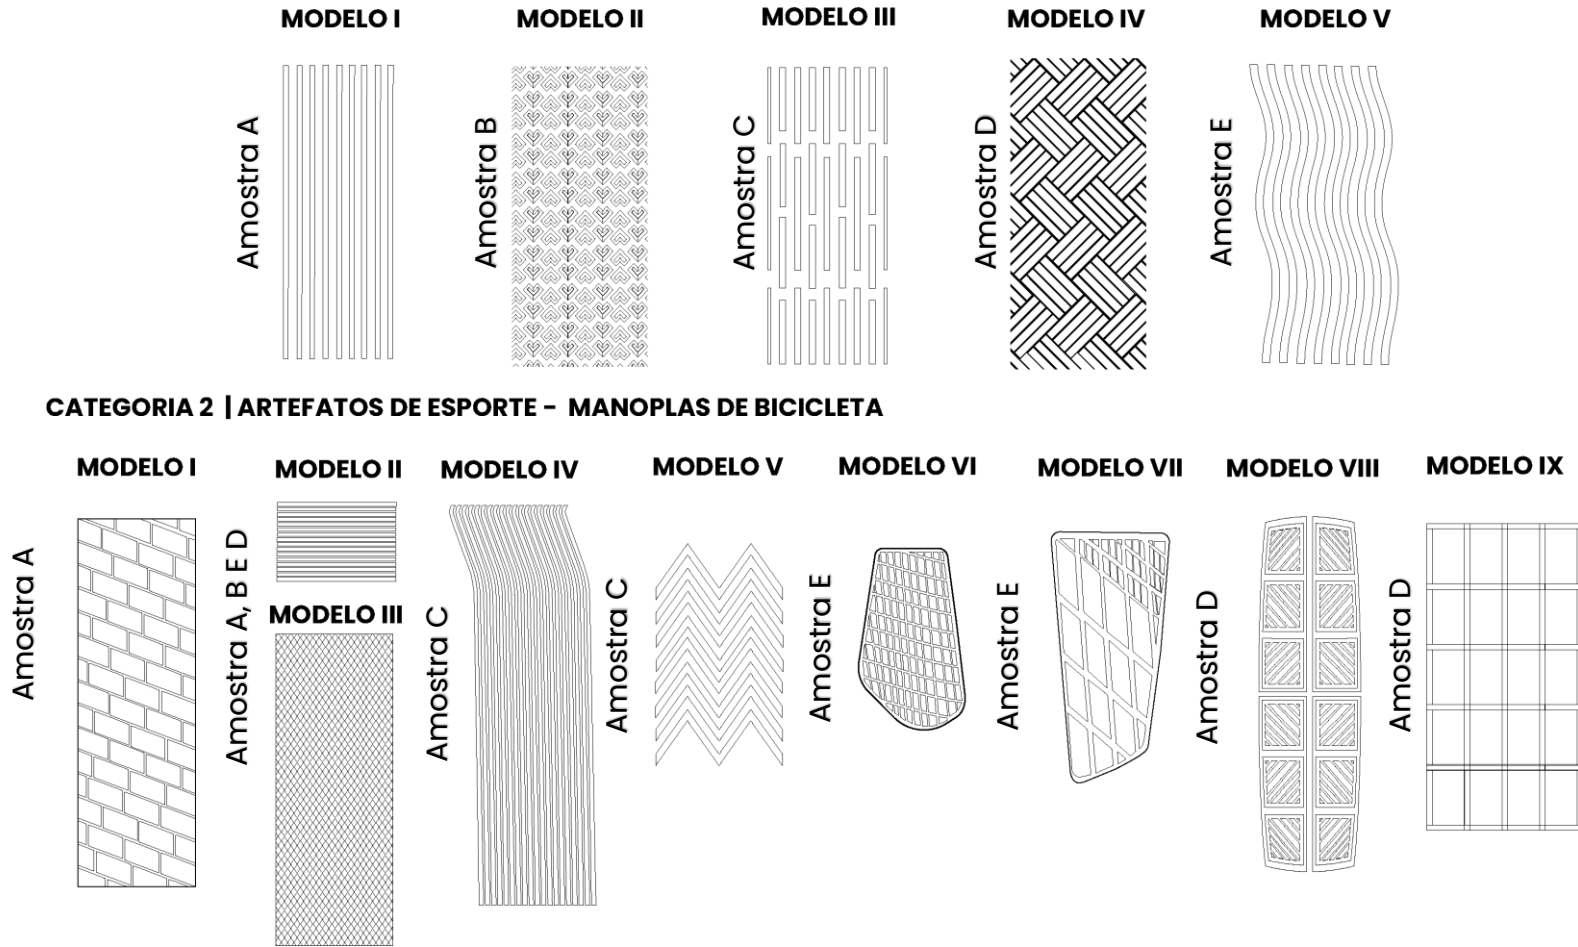 MODELO I
MODELO II
MODELO III
MODELO IV
MODELO V
Amostra A
Amostra B
Amostra C
Amostra D
Amostra E
CATEGORIA 2 | ARTEFATOS DE ESPORTE - MANOPLAS DE BICICLETA
MODELO I
MODELO II
MODELO IV
MODELO V
MODELO VI
MODELO VII
MODELO VIII
MODELO IX
Amostra A
Amostra A, B E D
MODELO III
Amostra C
Amostra C
Amostra E
Amostra E
Amostra D
Amostra D